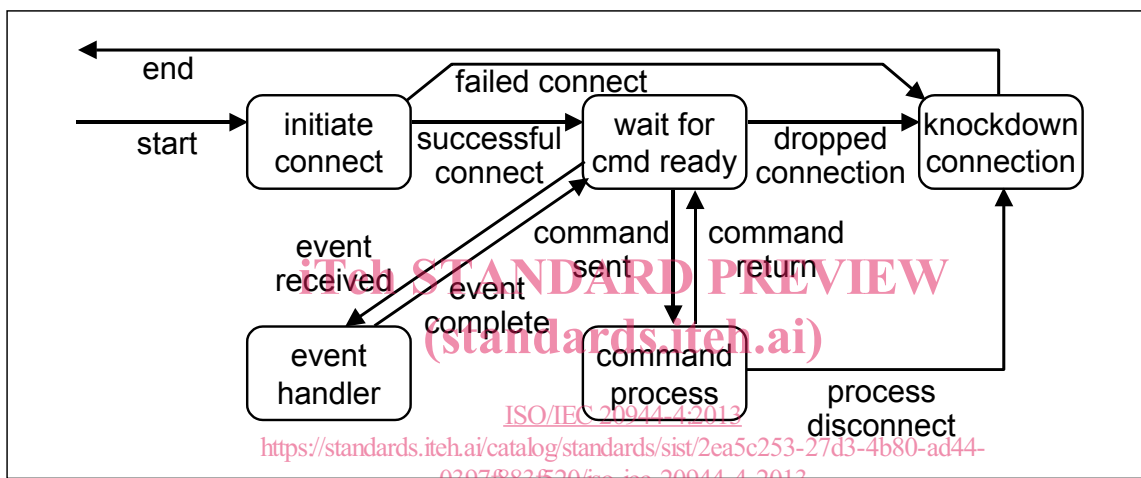 end
failed connect
start
initiate
connect
successful
connect
wait for
cmd ready
dropped
connection
knockdown
connection
event
received
event
complete
command
sent
command
return
iTeh STANDARD PREVIEW
(standards.iteh.ai)
event
handler
command
process
process
disconnect
ISO/IEC 20944-4:2013
https://standards.iteh.ai/catalog/standards/sist/2ea5c253-27d3-4b80-ad44-